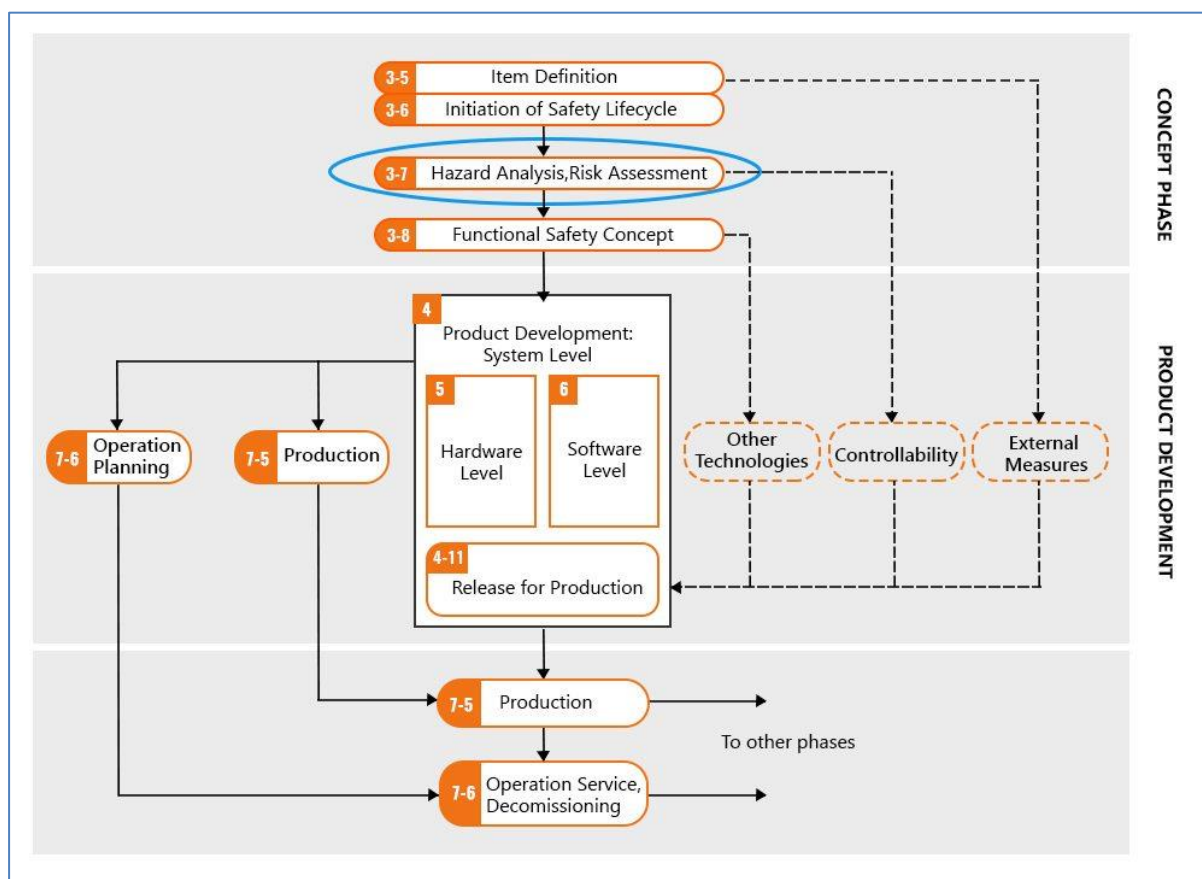 3-5 Item Definition
3-6 Initiation of Safety Lifecycle
3-7 Hazard Analysis,Risk Assessment
3-8 Functional Safety Concept
CONCEPT PHASE
4
Product Development:
System Level
5
Hardware
Level
6
Software
Level
4-11
Release for Production
7-6 Operation
Planning
7-5 Production
Other
Technologies
Controllability
External
Measures
PRODUCT DEVELOPMENT
7-5 Production
To other phases
7-6 Operation Service,
Decomissioning